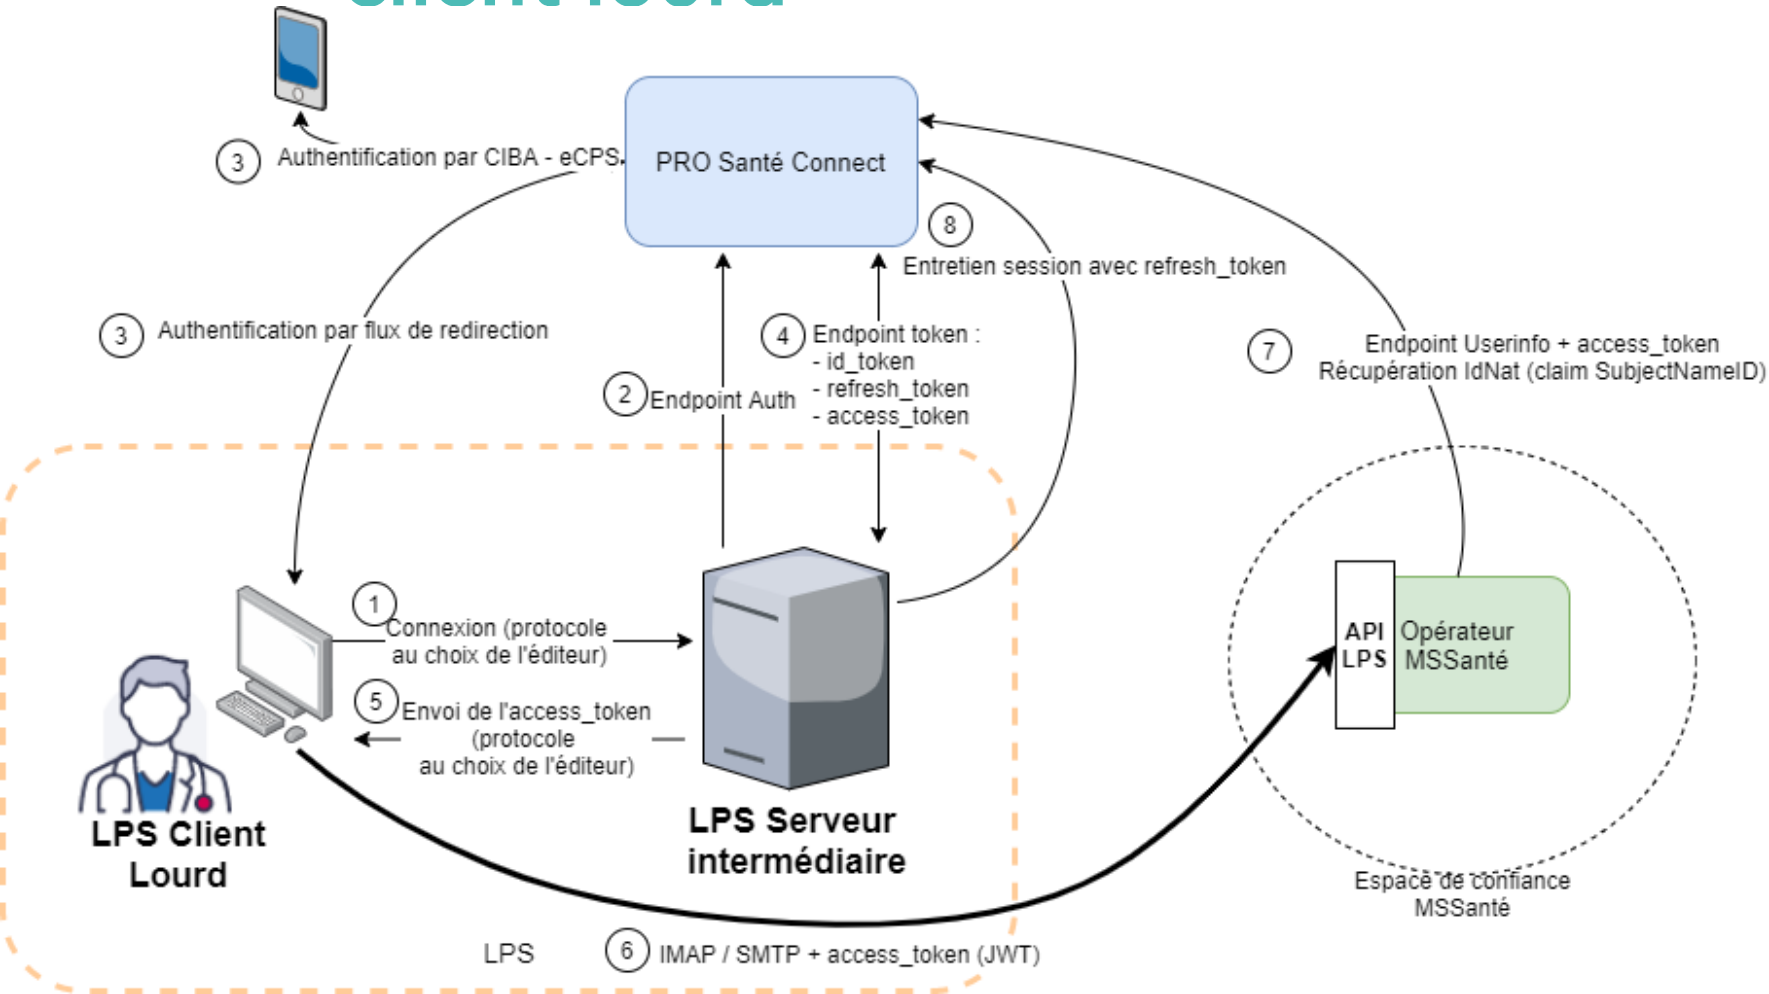 client lourd
3
Authentification par CIBA - eCPS
PRO Santé Connect
8
Entretien session avec refresh_token
3
Authentification par flux de redirection
4
Endpoint token :
- id_token
- refresh_token
- access_token
2
Endpoint Auth
7
Endpoint Userinfo + access_token
Récupération IdNat (claim SubjectNameID)
1
Connexion (protocole
au choix de l'éditeur)
5
Envoi de l'access_token
(protocole
au choix de l'éditeur)
API
LPS
Opérateur
MSSanté
LPS Client
Lourd
LPS Serveur
intermédiaire
Espace de confiance
MSSanté
LPS
6
IMAP / SMTP + access_token (JWT)